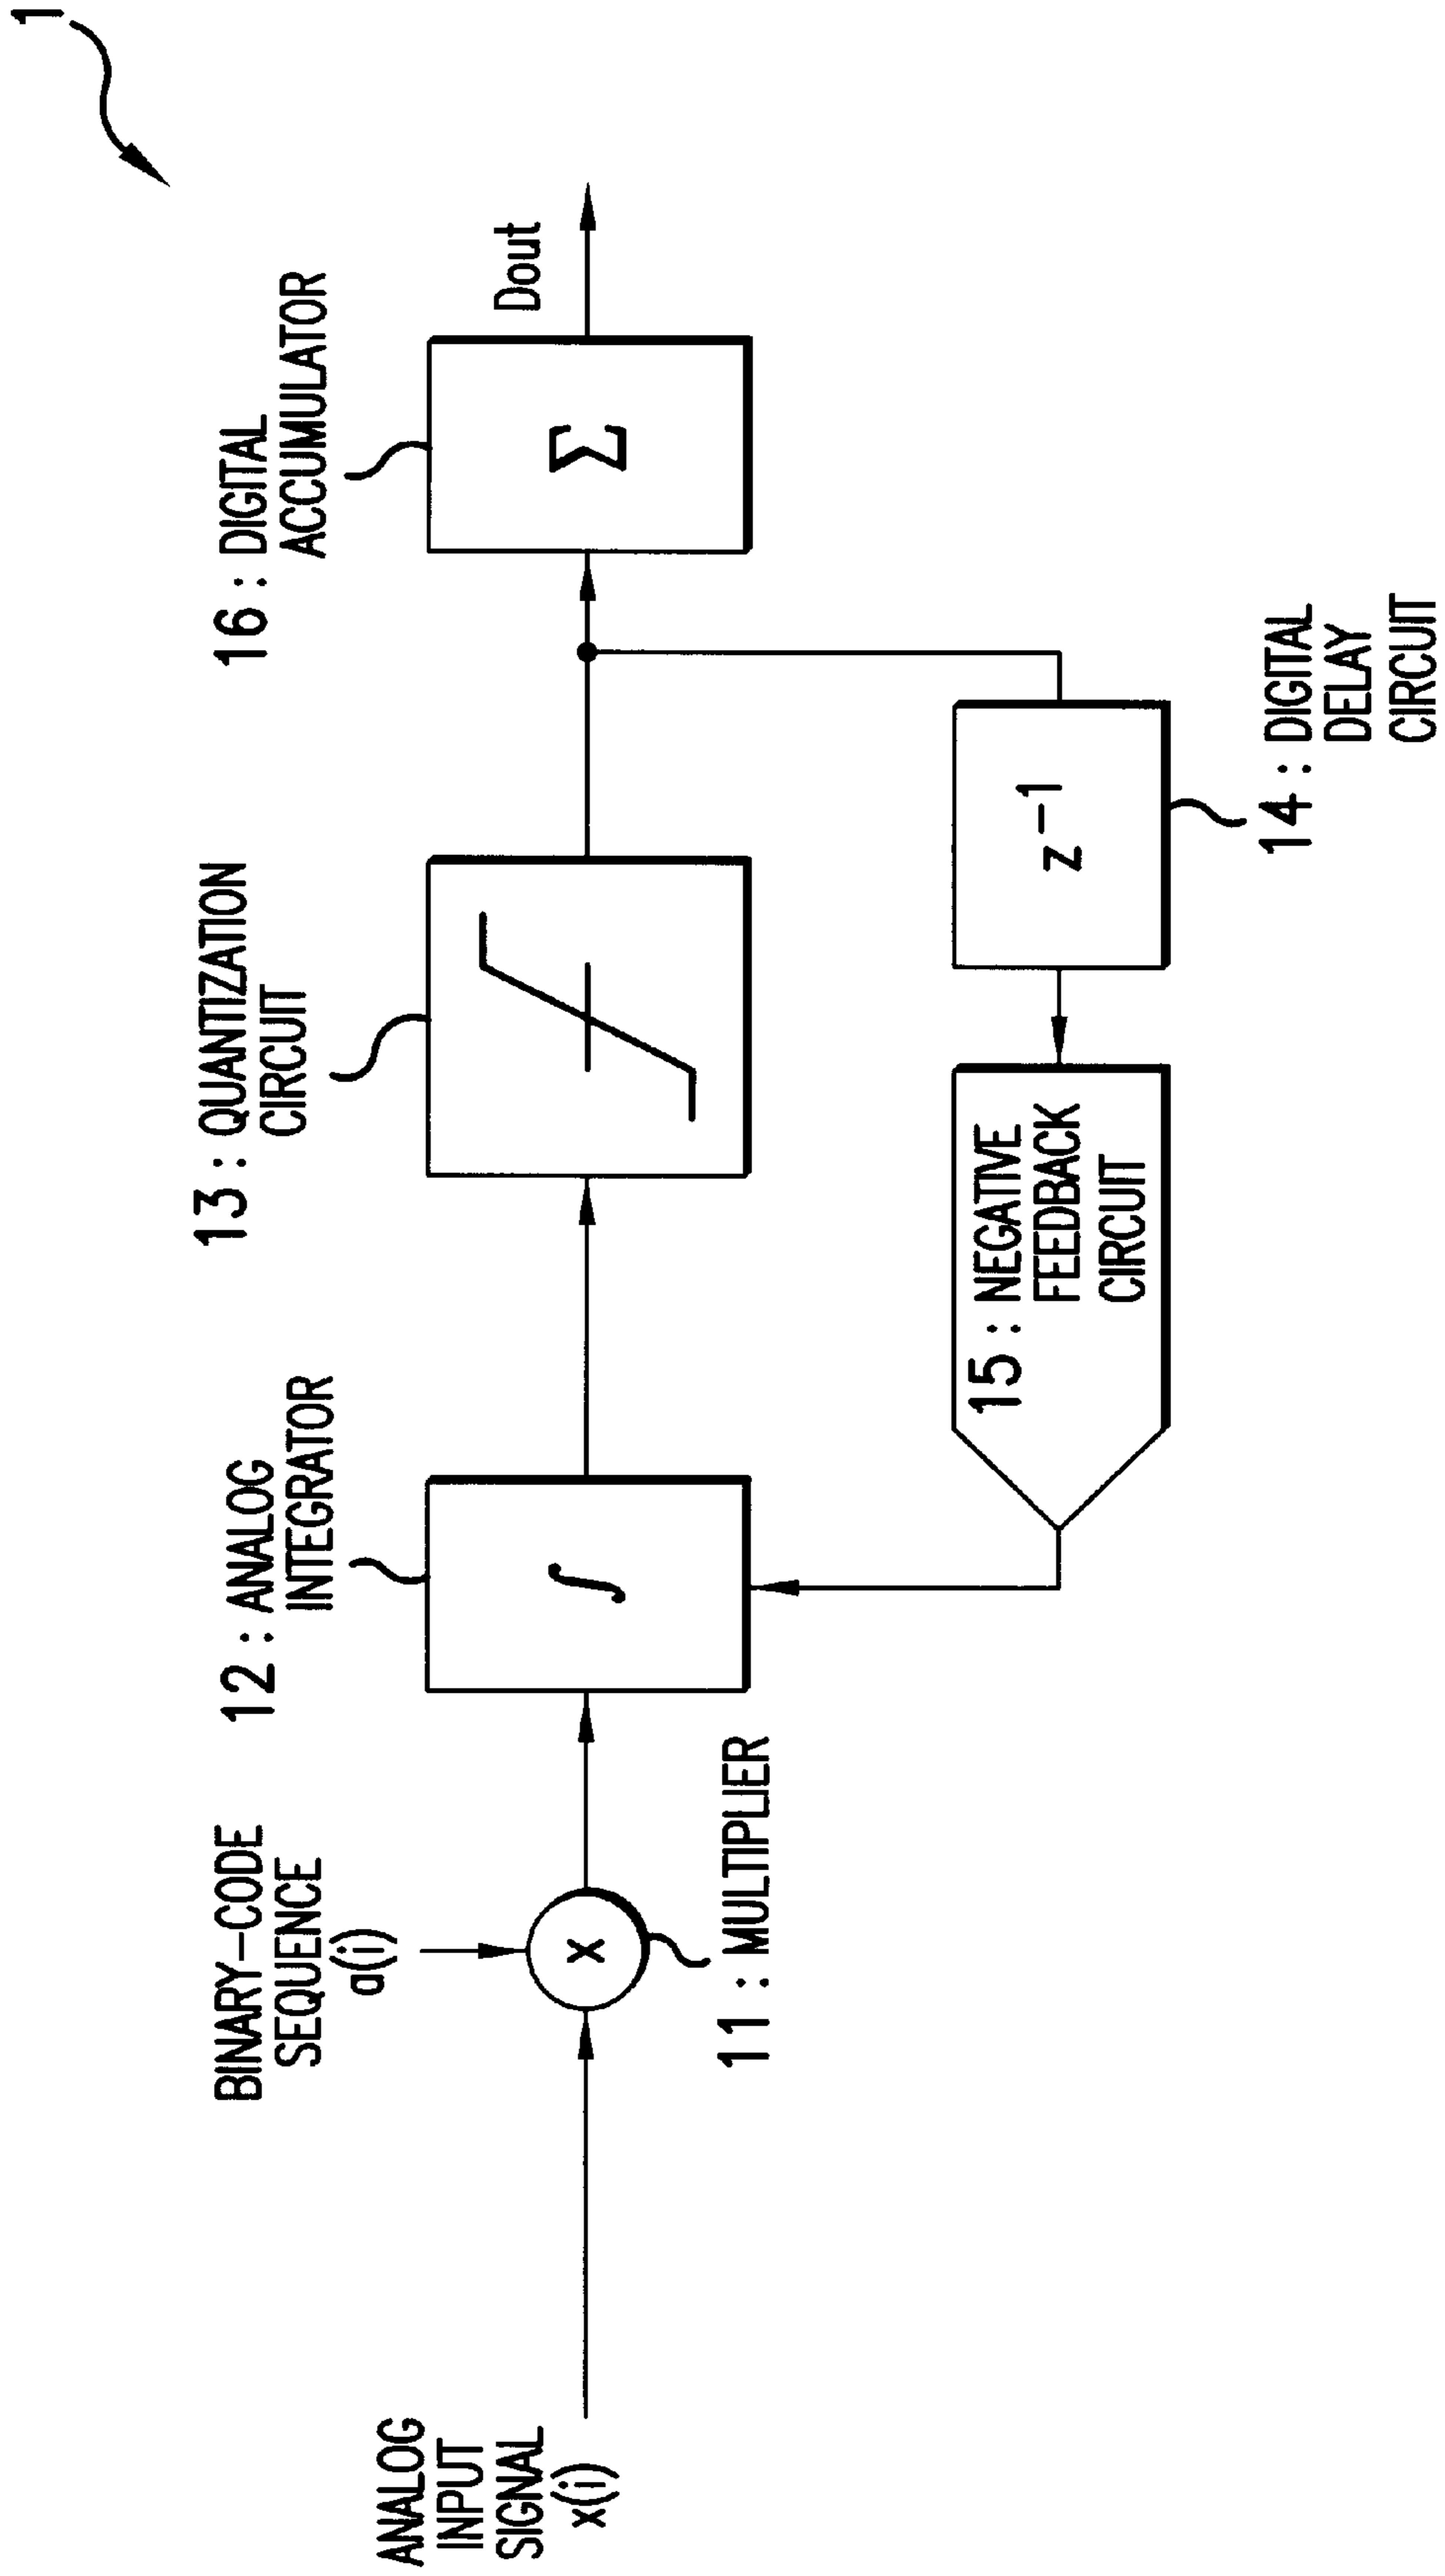 1
ANALOG
INPUT
SIGNAL
x(i)
BINARY-CODE
SEQUENCE
a(i)
x
11 : MULTIPLIER
12 : ANALOG
INTEGRATOR
∫
13 : QUANTIZATION
CIRCUIT
16 : DIGITAL
ACCUMULATOR
Σ
Dout
15 : NEGATIVE
FEEDBACK
CIRCUIT
z⁻¹
14 : DIGITAL
DELAY
CIRCUIT